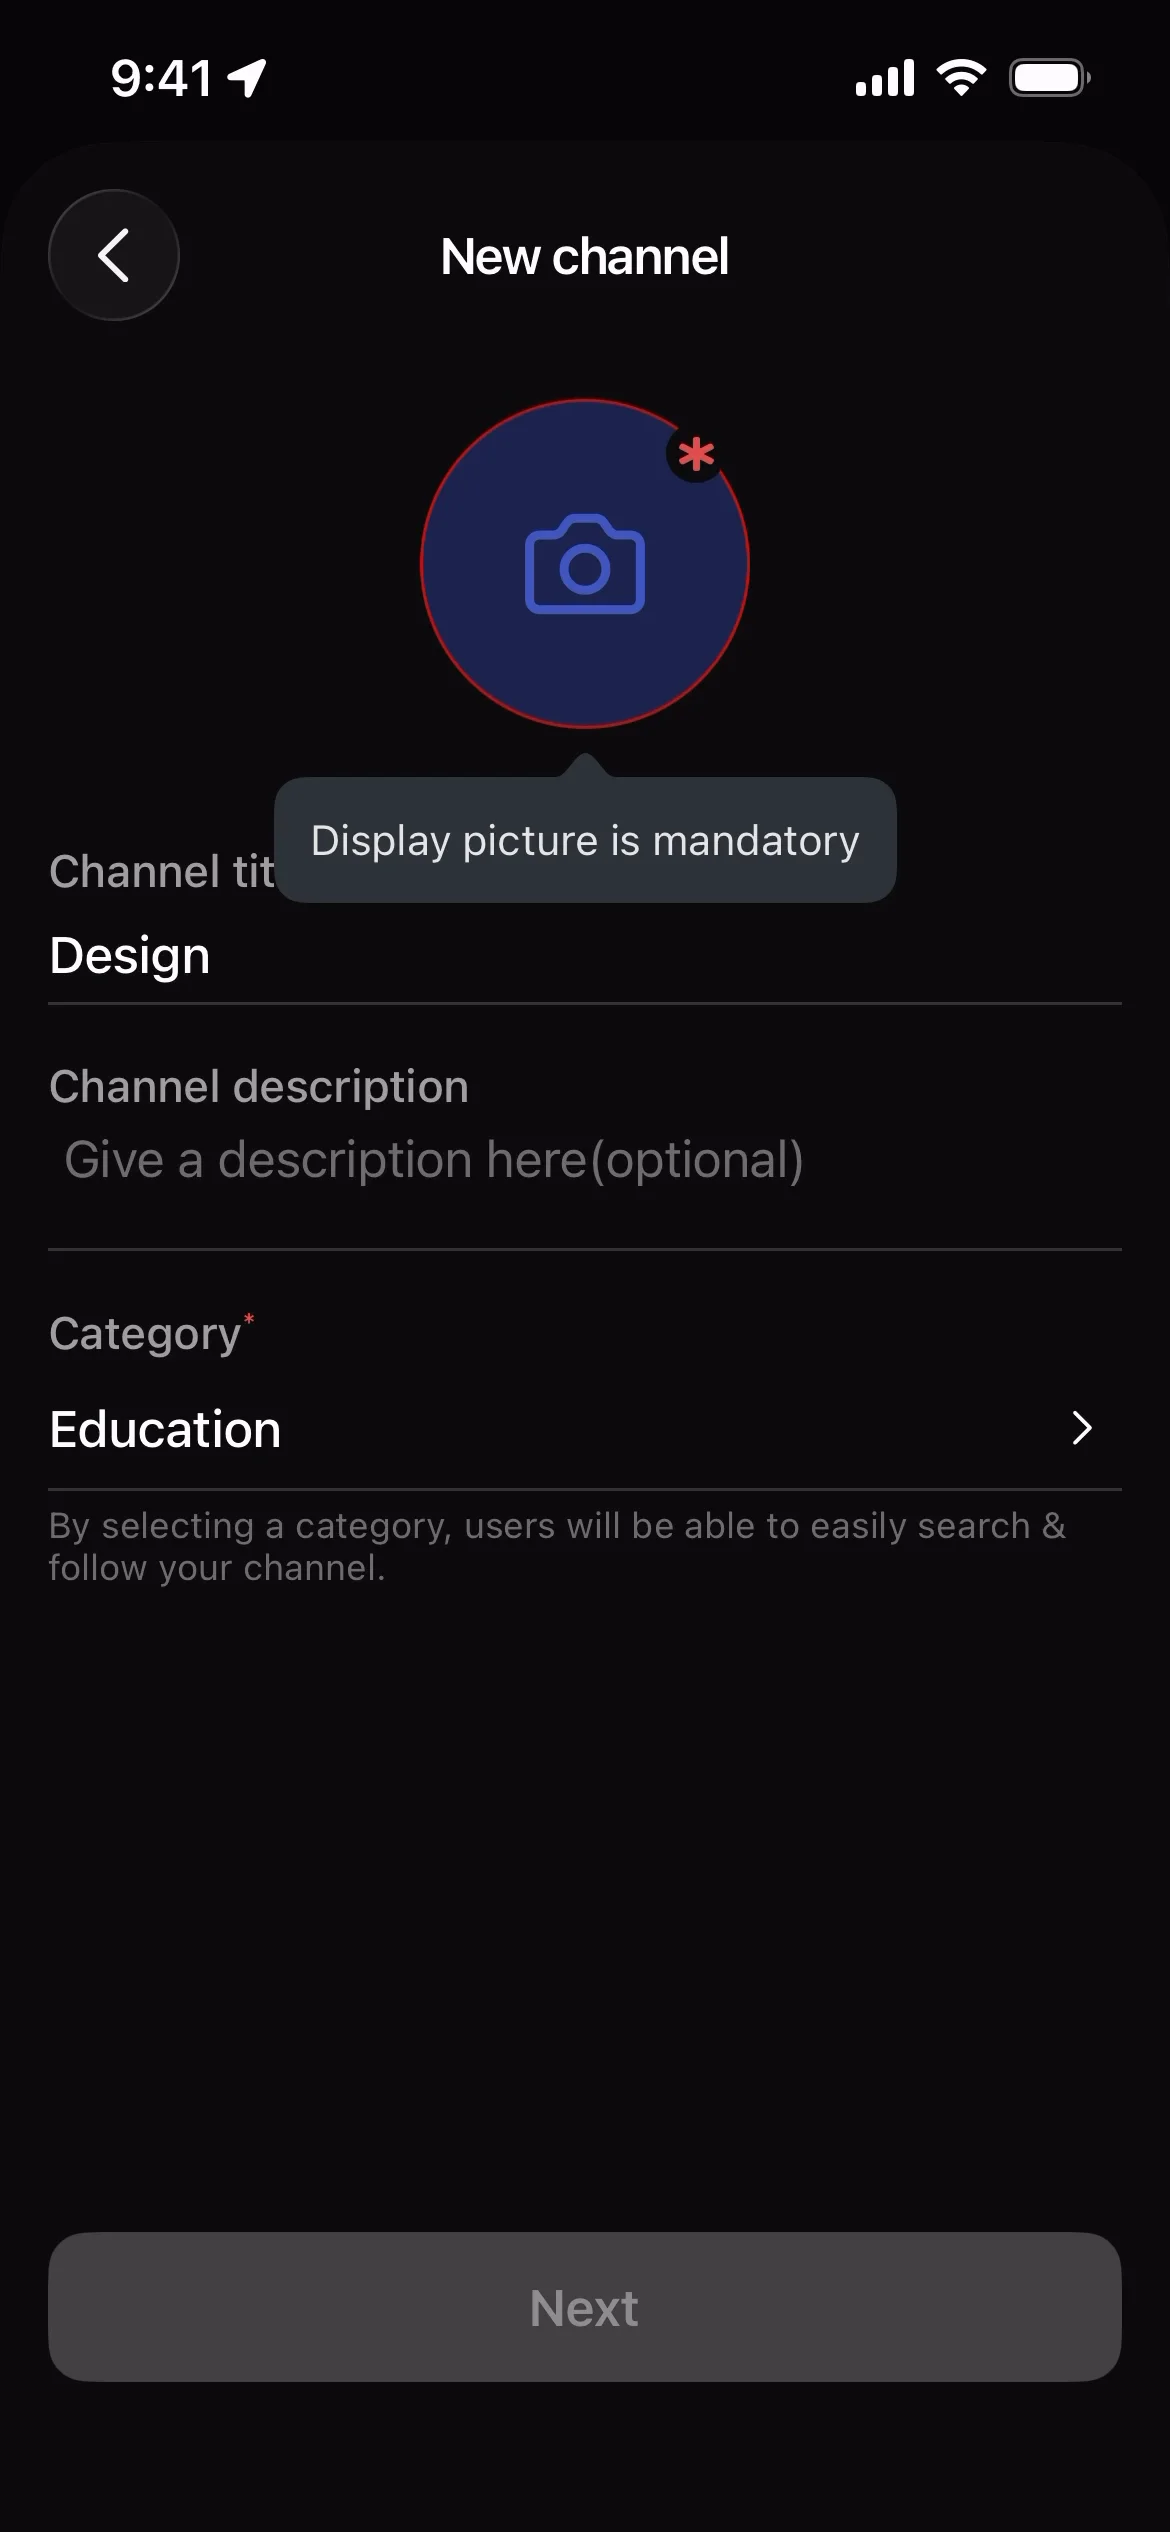 9:41
New channel
Display picture is mandatory
Channel tit
Design
Channel description
Give a description here(optional)
Category*
Education
By selecting a category, users will be able to easily search &
follow your channel.
Next